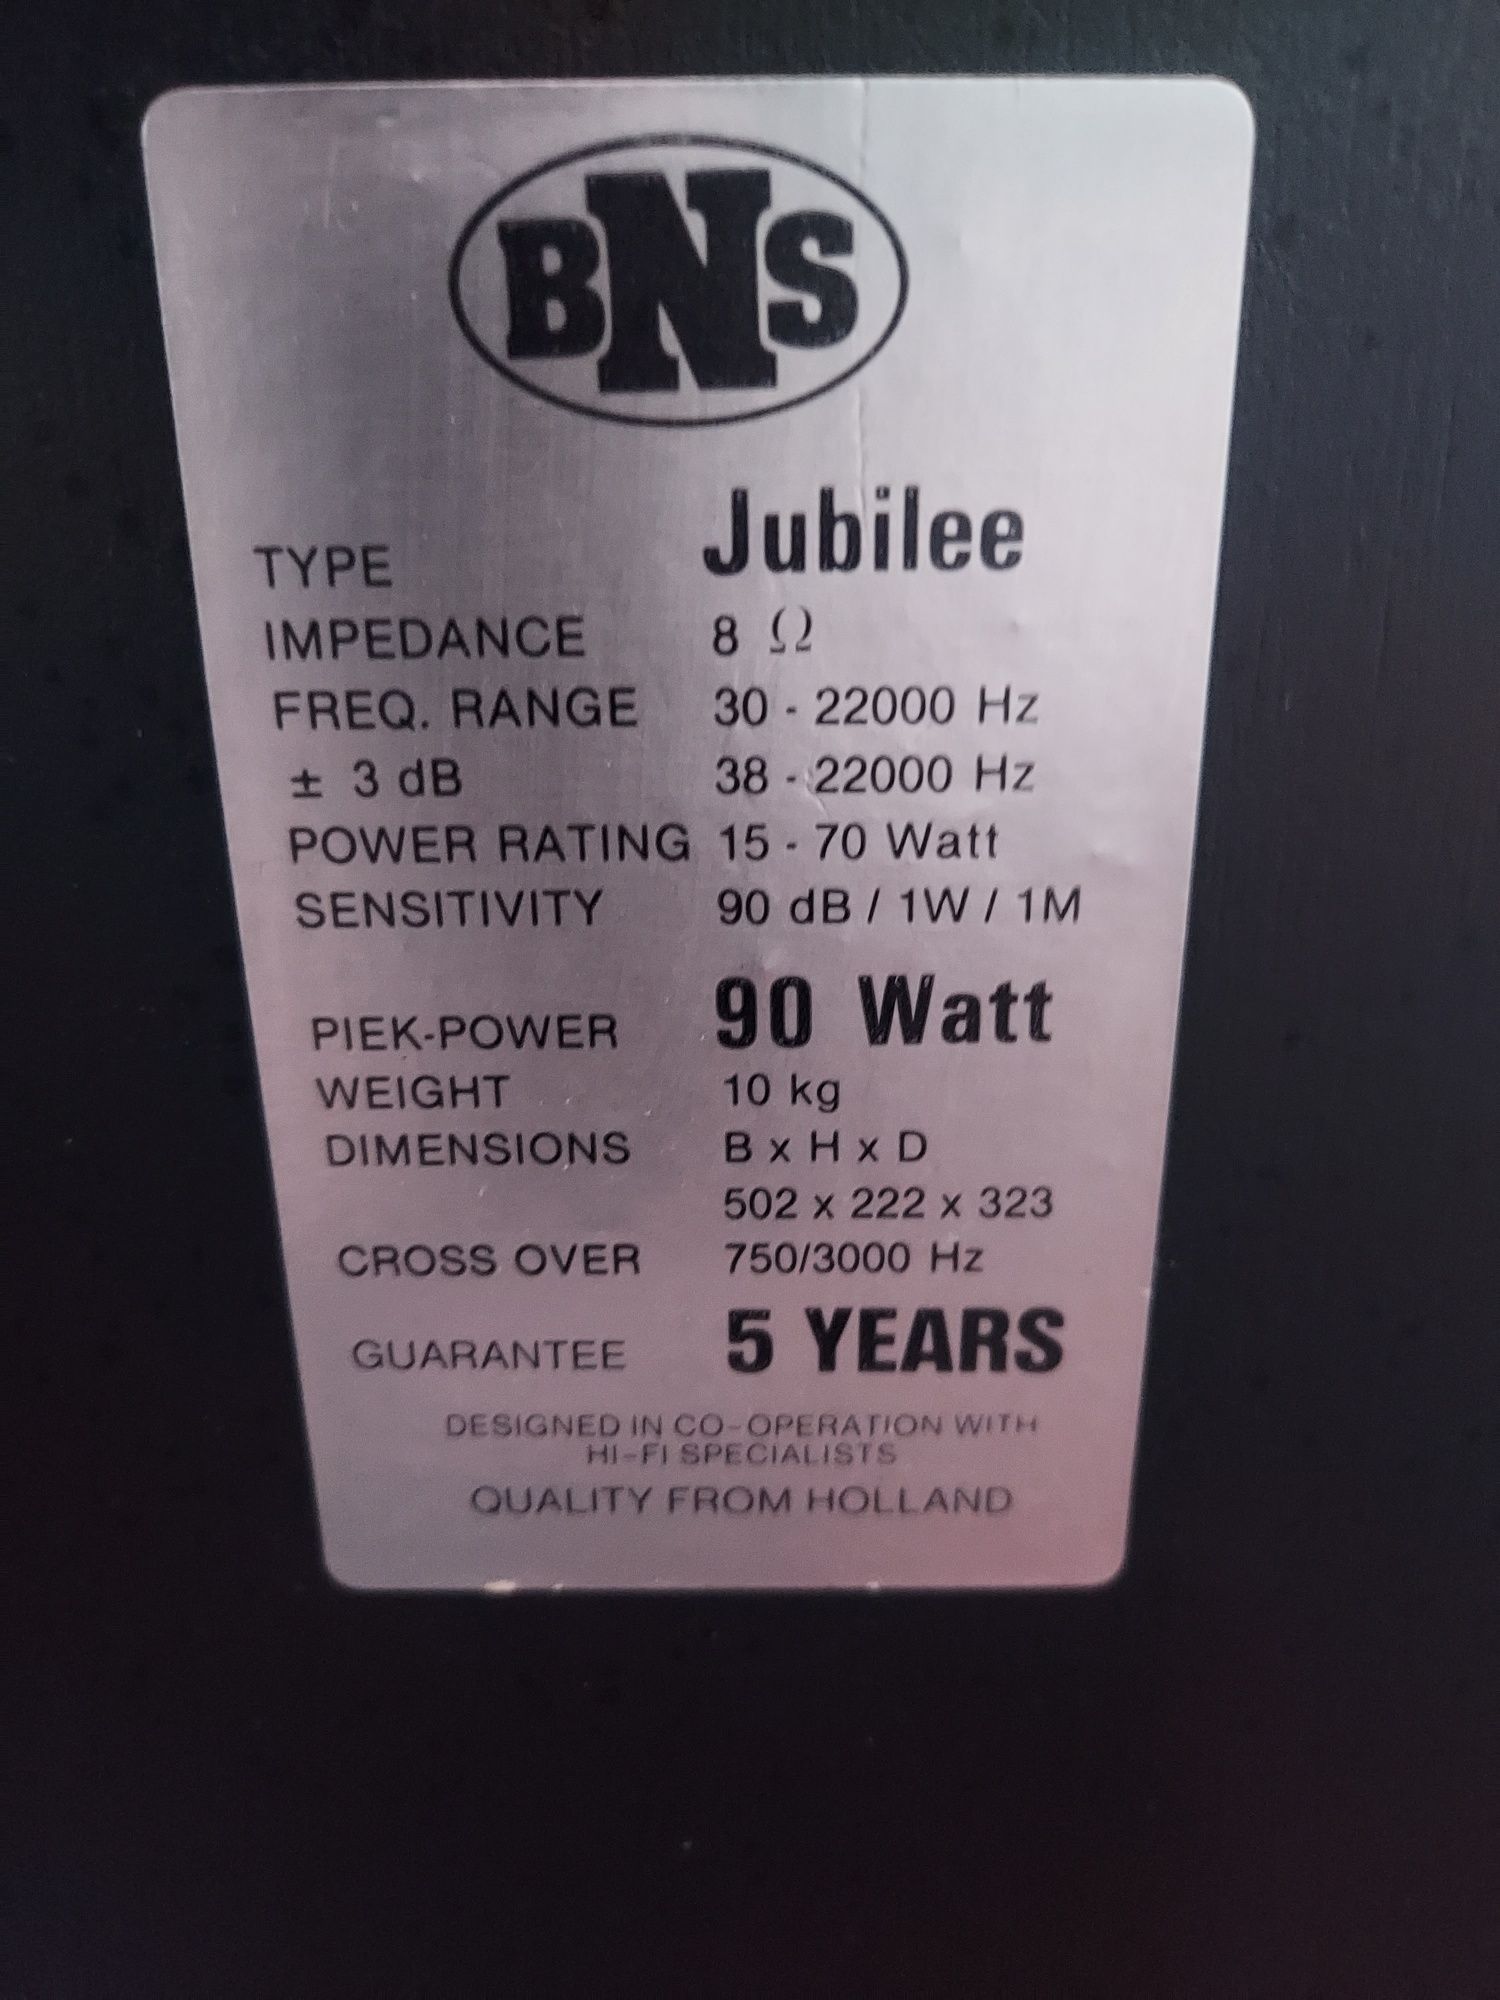 BNS
TYPE Jubilee
IMPEDANCE 8 Ω
FREQ. RANGE 30 - 22000 Hz
± 3 dB 38 - 22000 Hz
POWER RATING 15 - 70 Watt
SENSITIVITY 90 dB / 1W / 1M
PIEK-POWER 90 Watt
WEIGHT 10 kg
DIMENSIONS B x H x D
502 x 222 x 323
CROSS OVER 750/3000 Hz
GUARANTEE 5 YEARS
DESIGNED IN CO-OPERATION WITH
HI-FI SPECIALISTS
QUALITY FROM HOLLAND